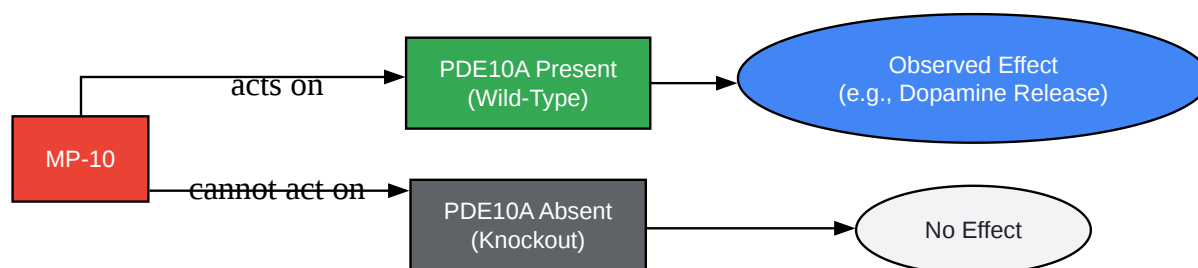 PDE10A Present
(Wild-Type)
Observed Effect
(e.g., Dopamine Release)
acts on
MP-10
cannot act on
PDE10A Absent
(Knockout)
No Effect